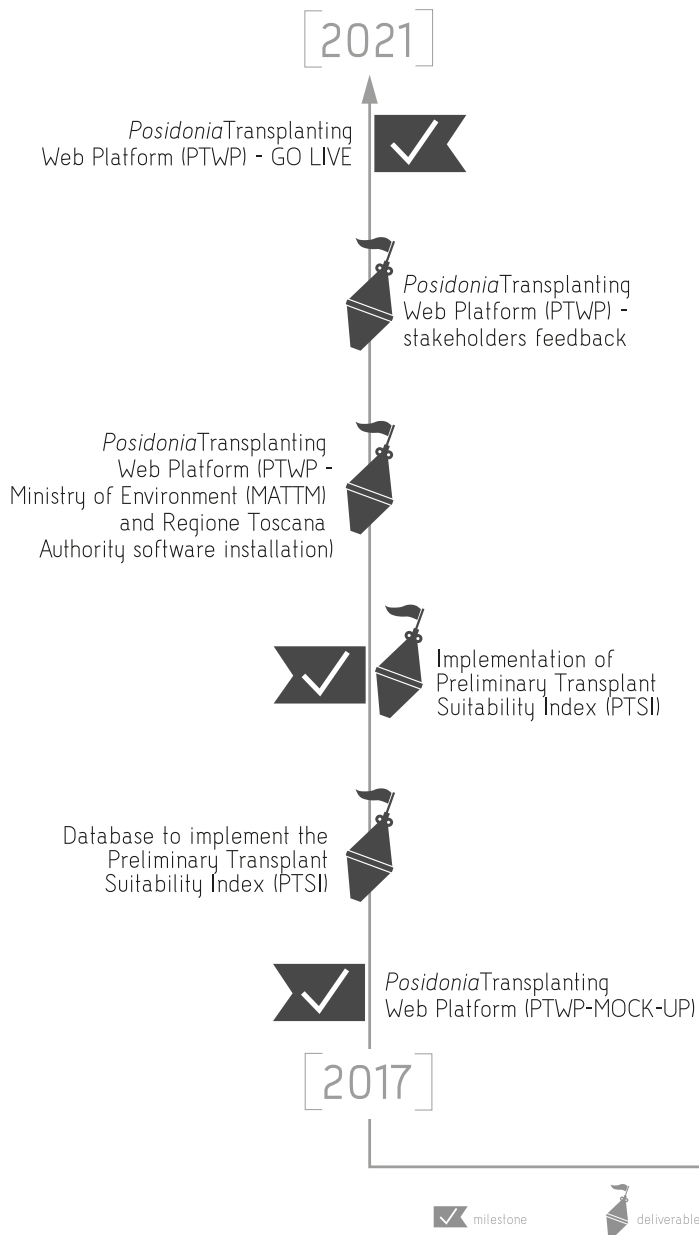 [2021]
PosidoniaTransplanting
Web Platform (PTWP) - GO LIVE
PosidoniaTransplanting
Web Platform (PTWP) -
stakeholders feedback
PosidoniaTransplanting
Web Platform (PTWP -
Ministry of Environment (MATTM)
and Regione Toscana
Authority software installation)
Implementation of
Preliminary Transplant
Suitability Index (PTSI)
Database to implement the
Preliminary Transplant
Suitability Index (PTSI)
PosidoniaTransplanting
Web Platform (PTWP-MOCK-UP)
[2017]
milestone
deliverable